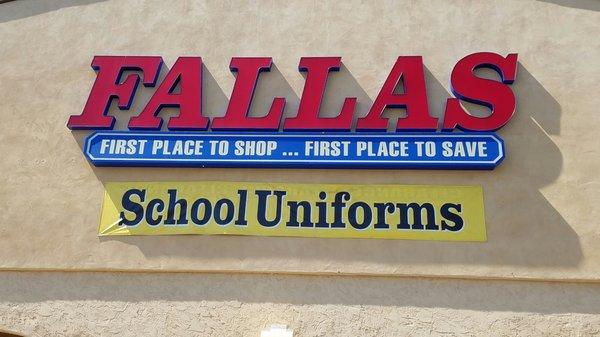 FALLAS
FIRST PLACE TO SHOP ... FIRST PLACE TO SAVE
School Uniforms